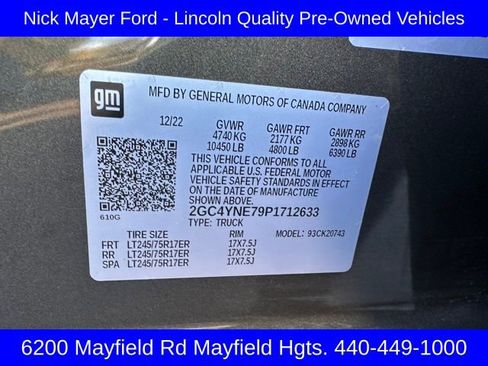 Nick Mayer Ford - Lincoln Quality Pre-Owned Vehicles
gm
MFD BY GENERAL MOTORS OF CANADA COMPANY
12/22 GVWR GAWR FRT GAWR RR
4740 KG 2177 KG 2898 KG
10450 LB 4800 LB 6390 LB
THIS VEHICLE CONFORMS TO ALL
APPLICABLE U.S. FEDERAL MOTOR
VEHICLE SAFETY STANDARDS IN EFFECT
ON THE DATE OF MANUFACTURE SHOWN ABOVE.
2GC4YNE79P1712633
610G
TYPE: TRUCK
MODEL: 93CK20743
TIRE SIZE RIM
FRT LT245/75R17ER 17X7.5J
RR LT245/75R17ER 17X7.5J
SPA LT245/75R17ER 17X7.5J
6200 Mayfield Rd Mayfield Hgts. 440-449-1000